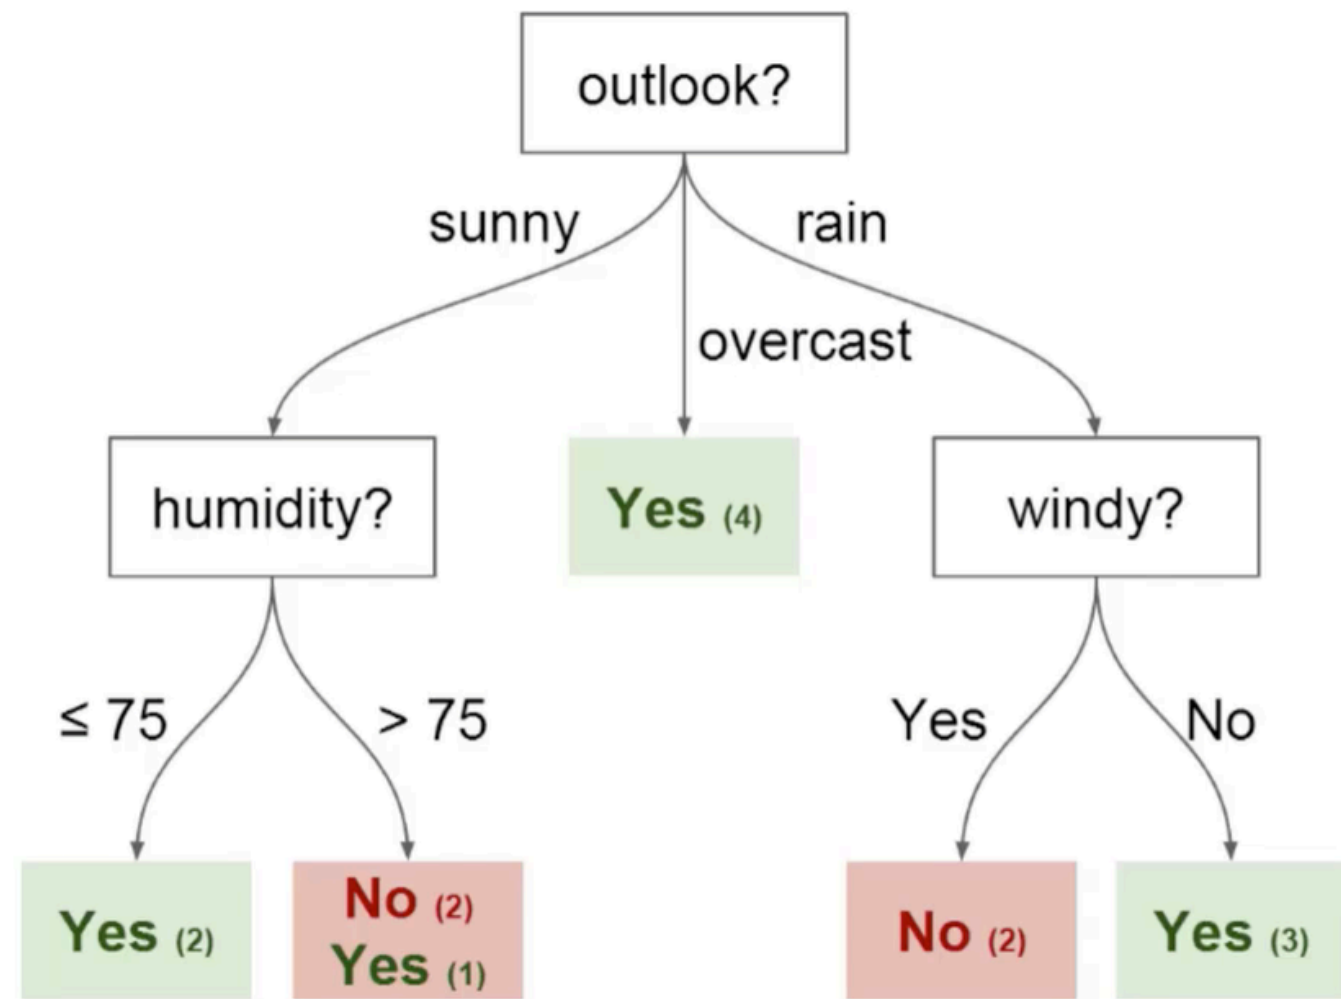 outlook?
sunny
rain
overcast
humidity?
Yes (4)
windy?
≤ 75
> 75
Yes
No
Yes (2)
No (2)
Yes (1)
No (2)
Yes (3)